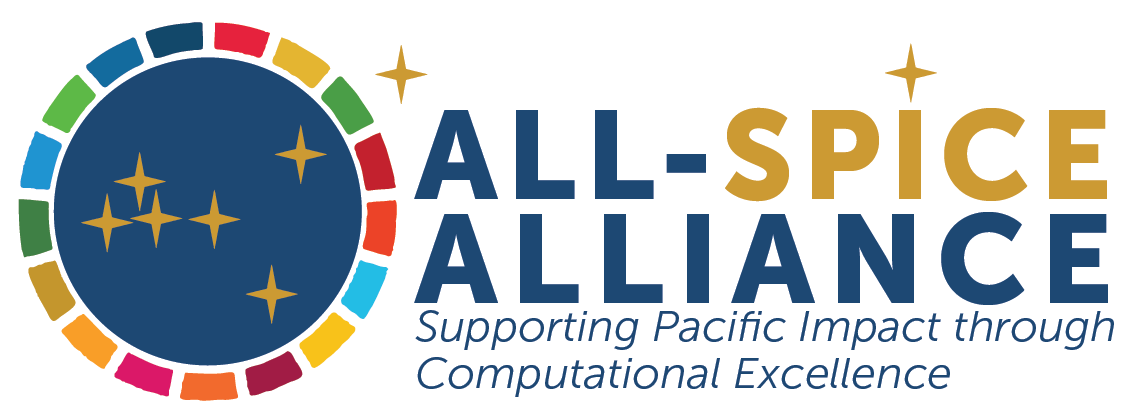 ALL-SPICE
ALLIANCE
Supporting Pacific Impact through
Computational Excellence